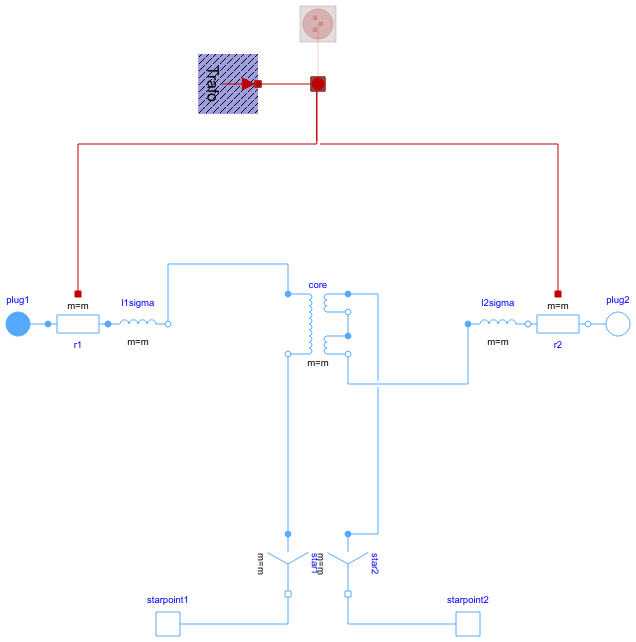 Trafo
core
plug1
m=m
l1sigma
l2sigma
m=m
plug2
r1
m=m
m=m
m=m
r2
m=m
star1
m=m
star2
starpoint1
starpoint2